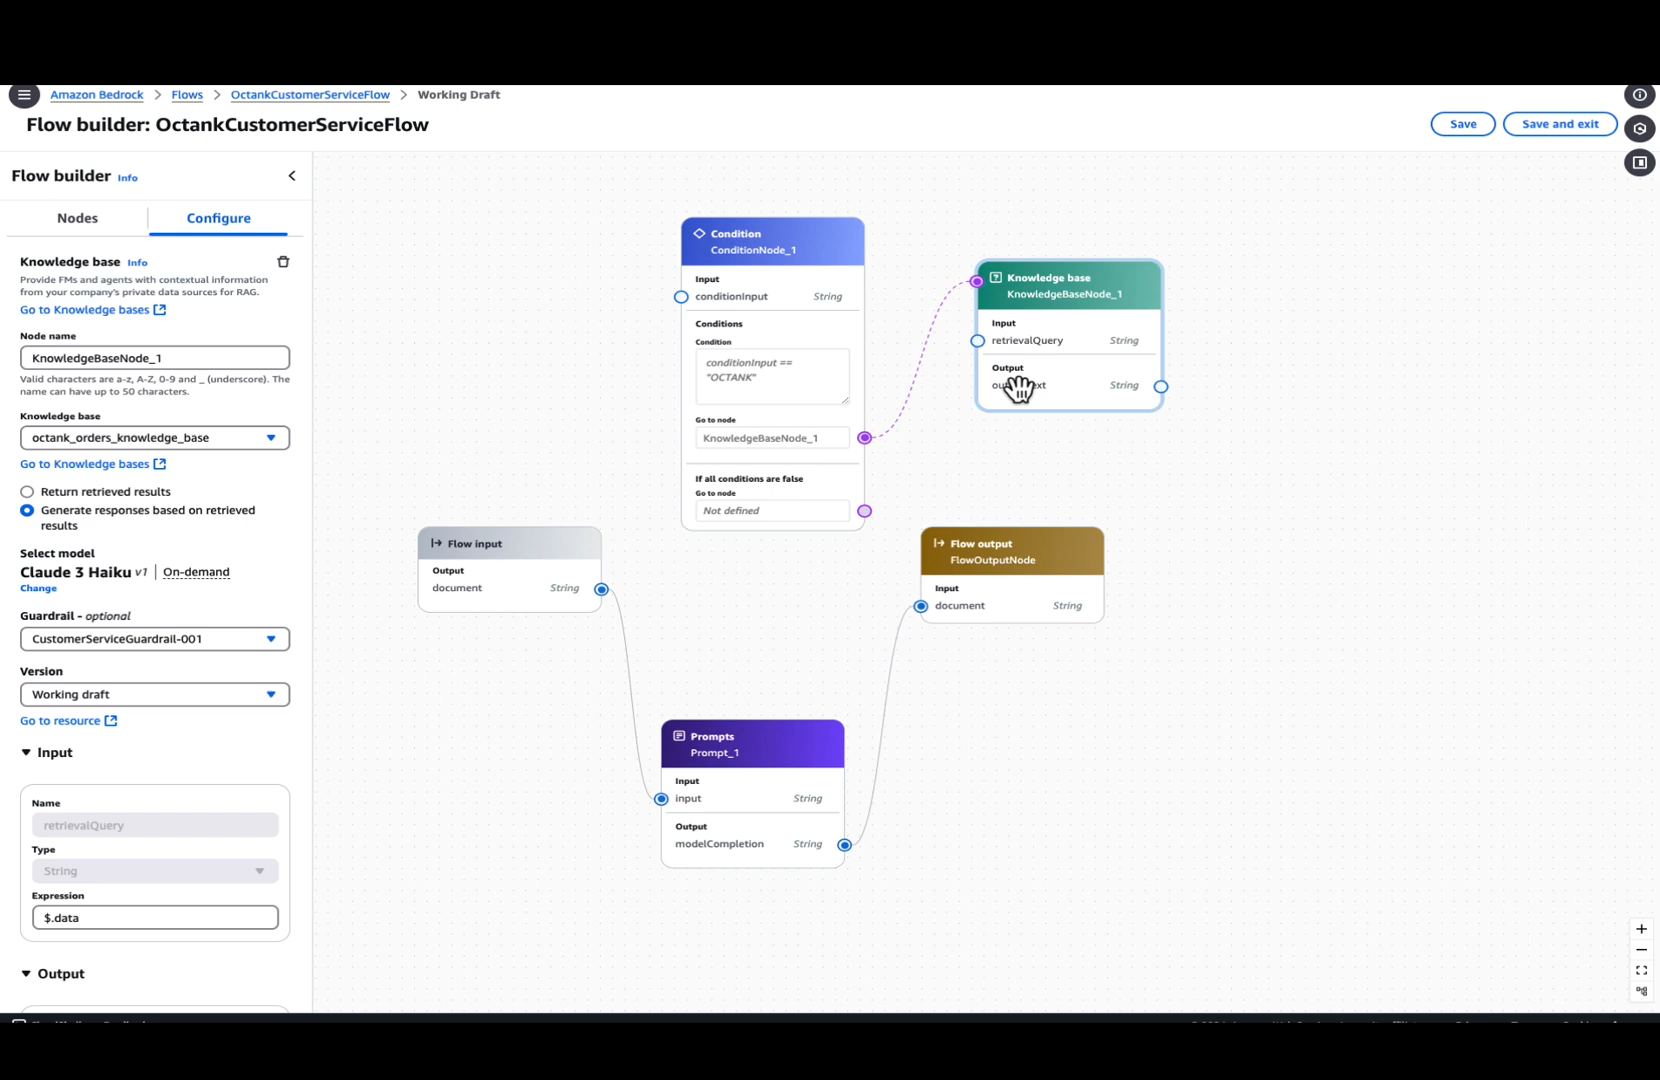 Amazon Bedrock > Flows > OctankCustomerServiceFlow > Working Draft
Flow builder: OctankCustomerServiceFlow
Save
Save and exit
Flow builder Info
Nodes
Configure
Knowledge base Info
Provide FMs and agents with contextual information
from your company's private data sources for RAG.
Go to Knowledge bases
Node name
KnowledgeBaseNode_1
Valid characters are a-z, A-Z, 0-9 and _ (underscore). The
name can have up to 50 characters.
Knowledge base
octank_orders_knowledge_base
Go to Knowledge bases
Return retrieved results
Generate responses based on retrieved
results
Select model
Claude 3 Haiku v1 | On-demand
Change
Guardrail - optional
CustomerServiceGuardrail-001
Version
Working draft
Go to resource
Input
Name
retrievalQuery
Type
String
Expression
$.data
Output
Condition
ConditionNode_1
Input
conditionInput String
Conditions
Condition
conditionInput ==
"OCTANK"
Go to node
KnowledgeBaseNode_1
If all conditions are false
Go to node
Not defined
Knowledge base
KnowledgeBaseNode_1
Input
retrievalQuery String
Output
String
Flow input
Output
document String
Flow output
FlowOutputNode
Input
document String
Prompts
Prompt_1
Input
input String
Output
modelCompletion String